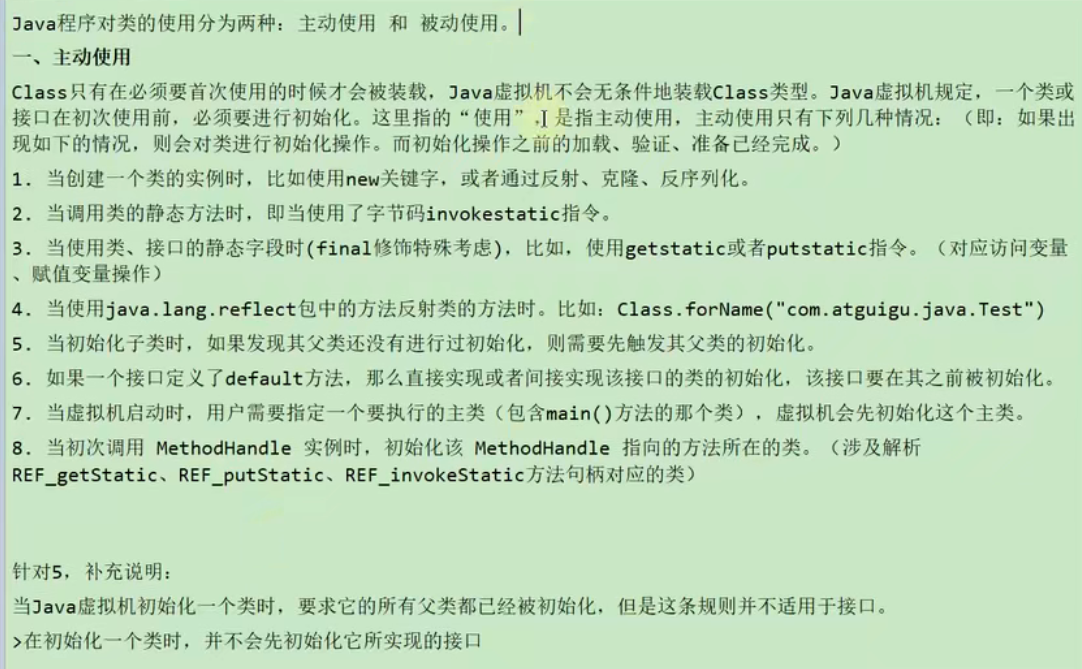 Java程序对类的使用分为两种: 主动使用 和 被动使用。
一、主动使用
Class只有在必须要首次使用的时候才会被装载，Java虚拟机不会无条件地装载Class类型。Java虚拟机规定，一个类或
接口在初次使用前，必须要进行初始化。这里指的“使用”，是指主动使用，主动使用只有下列几种情况：（即：如果出
现如下的情况，则会对类进行初始化操作。而初始化操作之前的加载、验证、准备已经完成。）
1. 当创建一个类的实例时，比如使用new关键字，或者通过反射、克隆、反序列化。
2. 当调用类的静态方法时，即当使用了字节码invokestatic指令。
3. 当使用类、接口的静态字段时(final修饰特殊考虑)，比如，使用getstatic或者putstatic指令。（对应访问变量
、赋值变量操作）
4. 当使用java.lang.reflect包中的方法反射类的方法时。比如：Class.forName("com.atguigu.java.Test")
5. 当初始化子类时，如果发现其父类还没有进行过初始化，则需要先触发其父类的初始化。
6. 如果一个接口定义了default方法，那么直接实现或者间接实现该接口的类的初始化，该接口要在其之前被初始化。
7. 当虚拟机启动时，用户需要指定一个要执行的主类（包含main()方法的那个类），虚拟机会先初始化这个主类。
8. 当初次调用 MethodHandle 实例时，初始化该 MethodHandle 指向的方法所在的类。（涉及解析
REF_getStatic、REF_putStatic、REF_invokeStatic方法句柄对应的类）
针对5，补充说明：
当Java虚拟机初始化一个类时，要求它的所有父类都已经被初始化，但是这条规则并不适用于接口。
>在初始化一个类时，并不会先初始化它所实现的接口